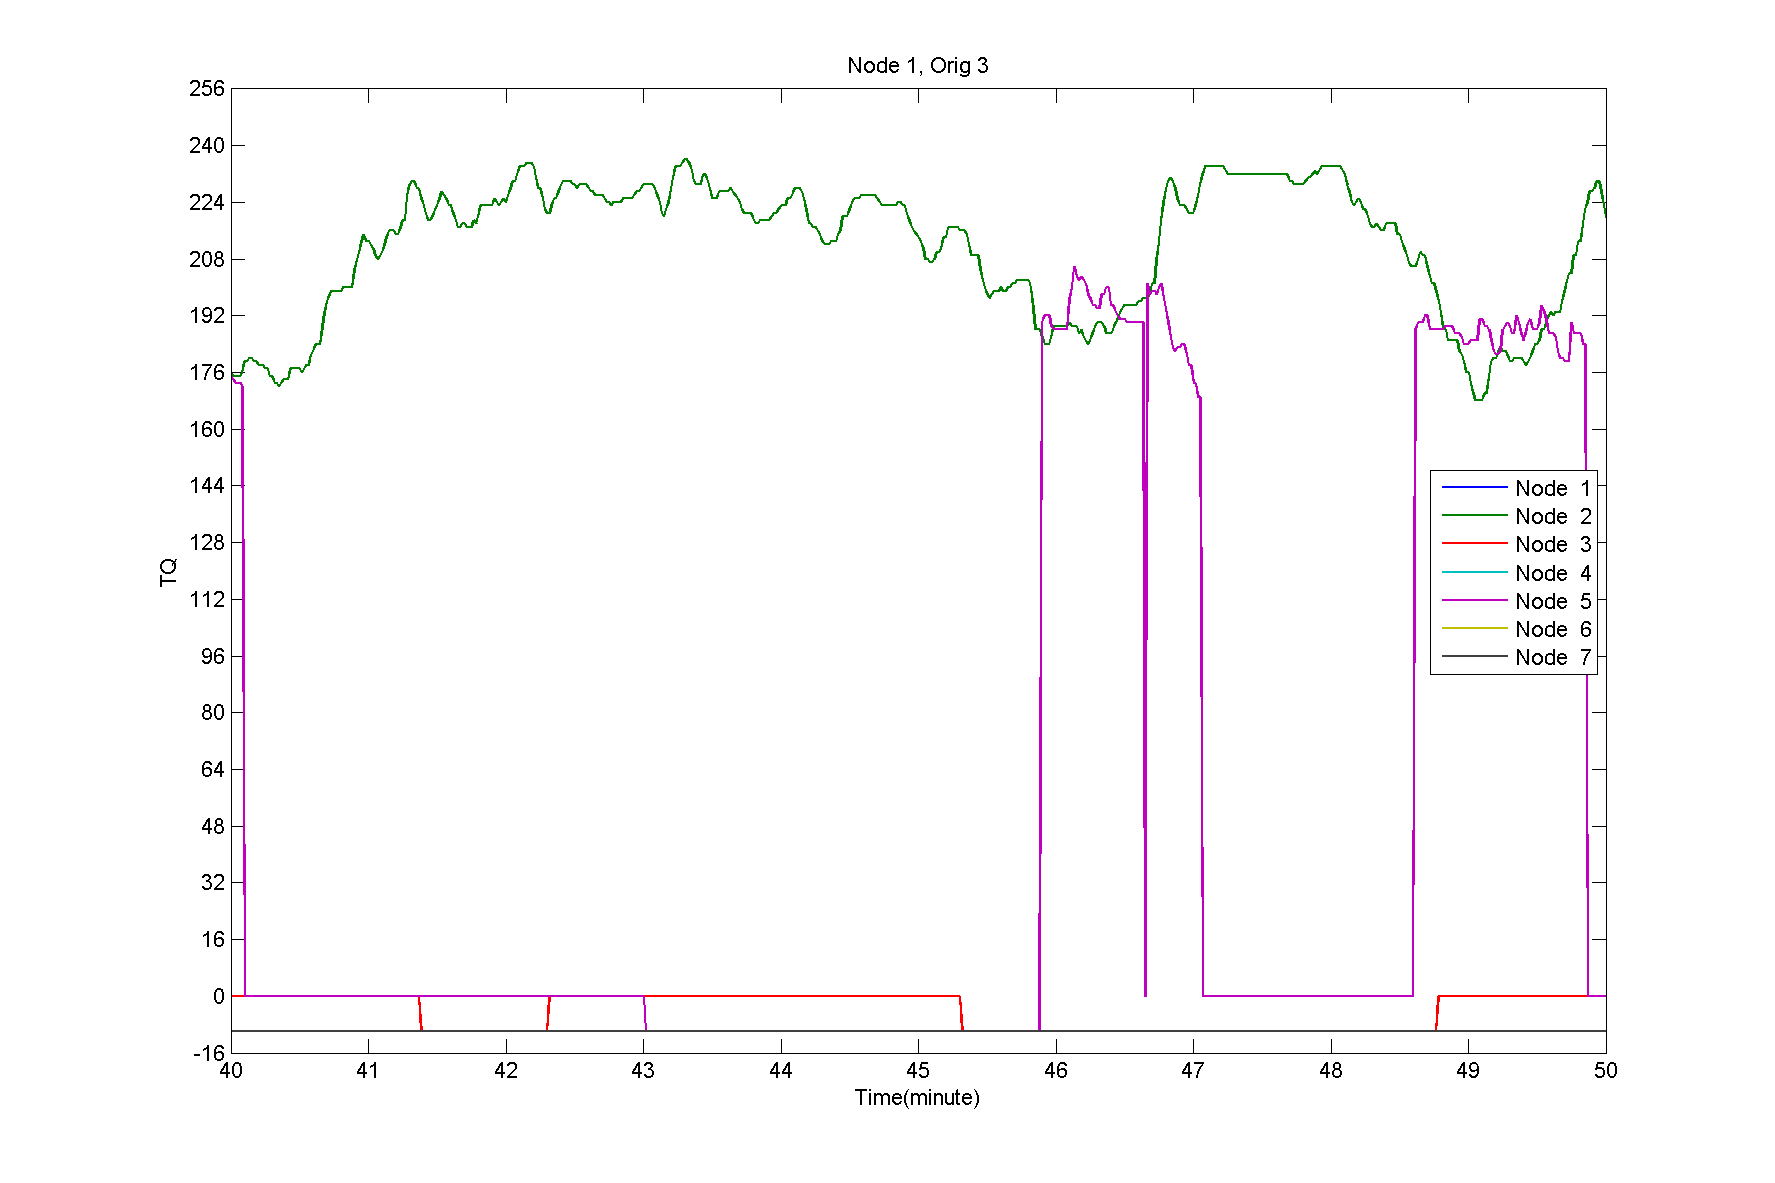 Node 1, Orig 3
256
240
224
208
192
176
160
144
128
112
96
80
64
48
32
16
0
-16
TQ
Node 1
Node 2
Node 3
Node 4
Node 5
Node 6
Node 7
40 41 42 43 44 45 46 47 48 49 50
Time(minute)